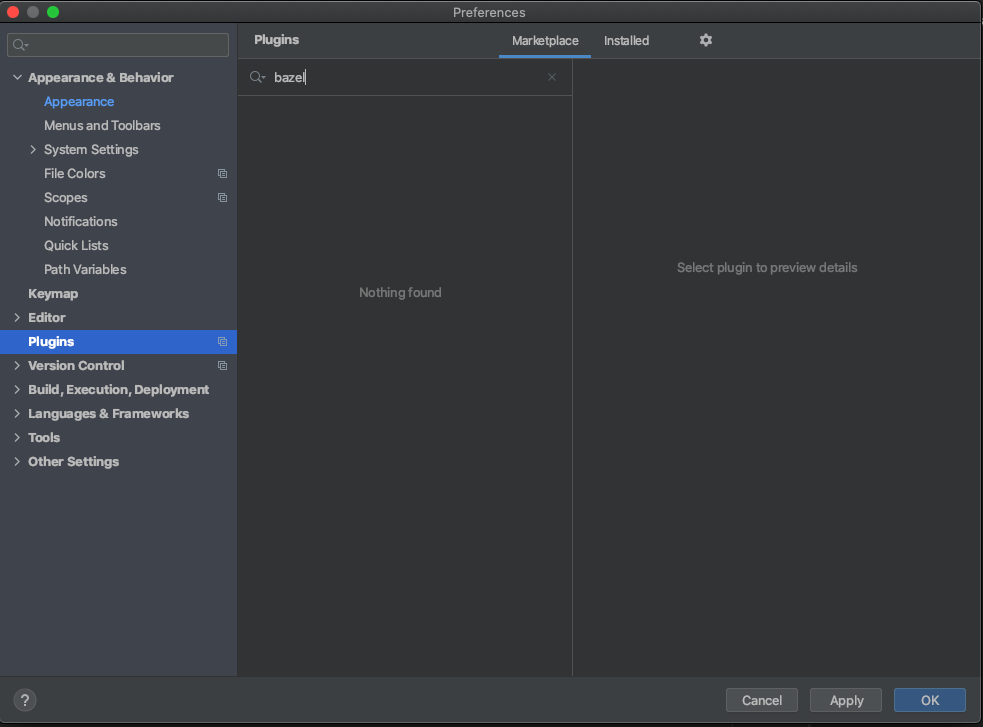 Preferences
Plugins
Marketplace
Installed
bazel
Appearance & Behavior
Appearance
Menus and Toolbars
System Settings
File Colors
Scopes
Notifications
Quick Lists
Path Variables
Keymap
Editor
Plugins
Version Control
Build, Execution, Deployment
Languages & Frameworks
Tools
Other Settings
Nothing found
Select plugin to preview details
?
Cancel
Apply
OK